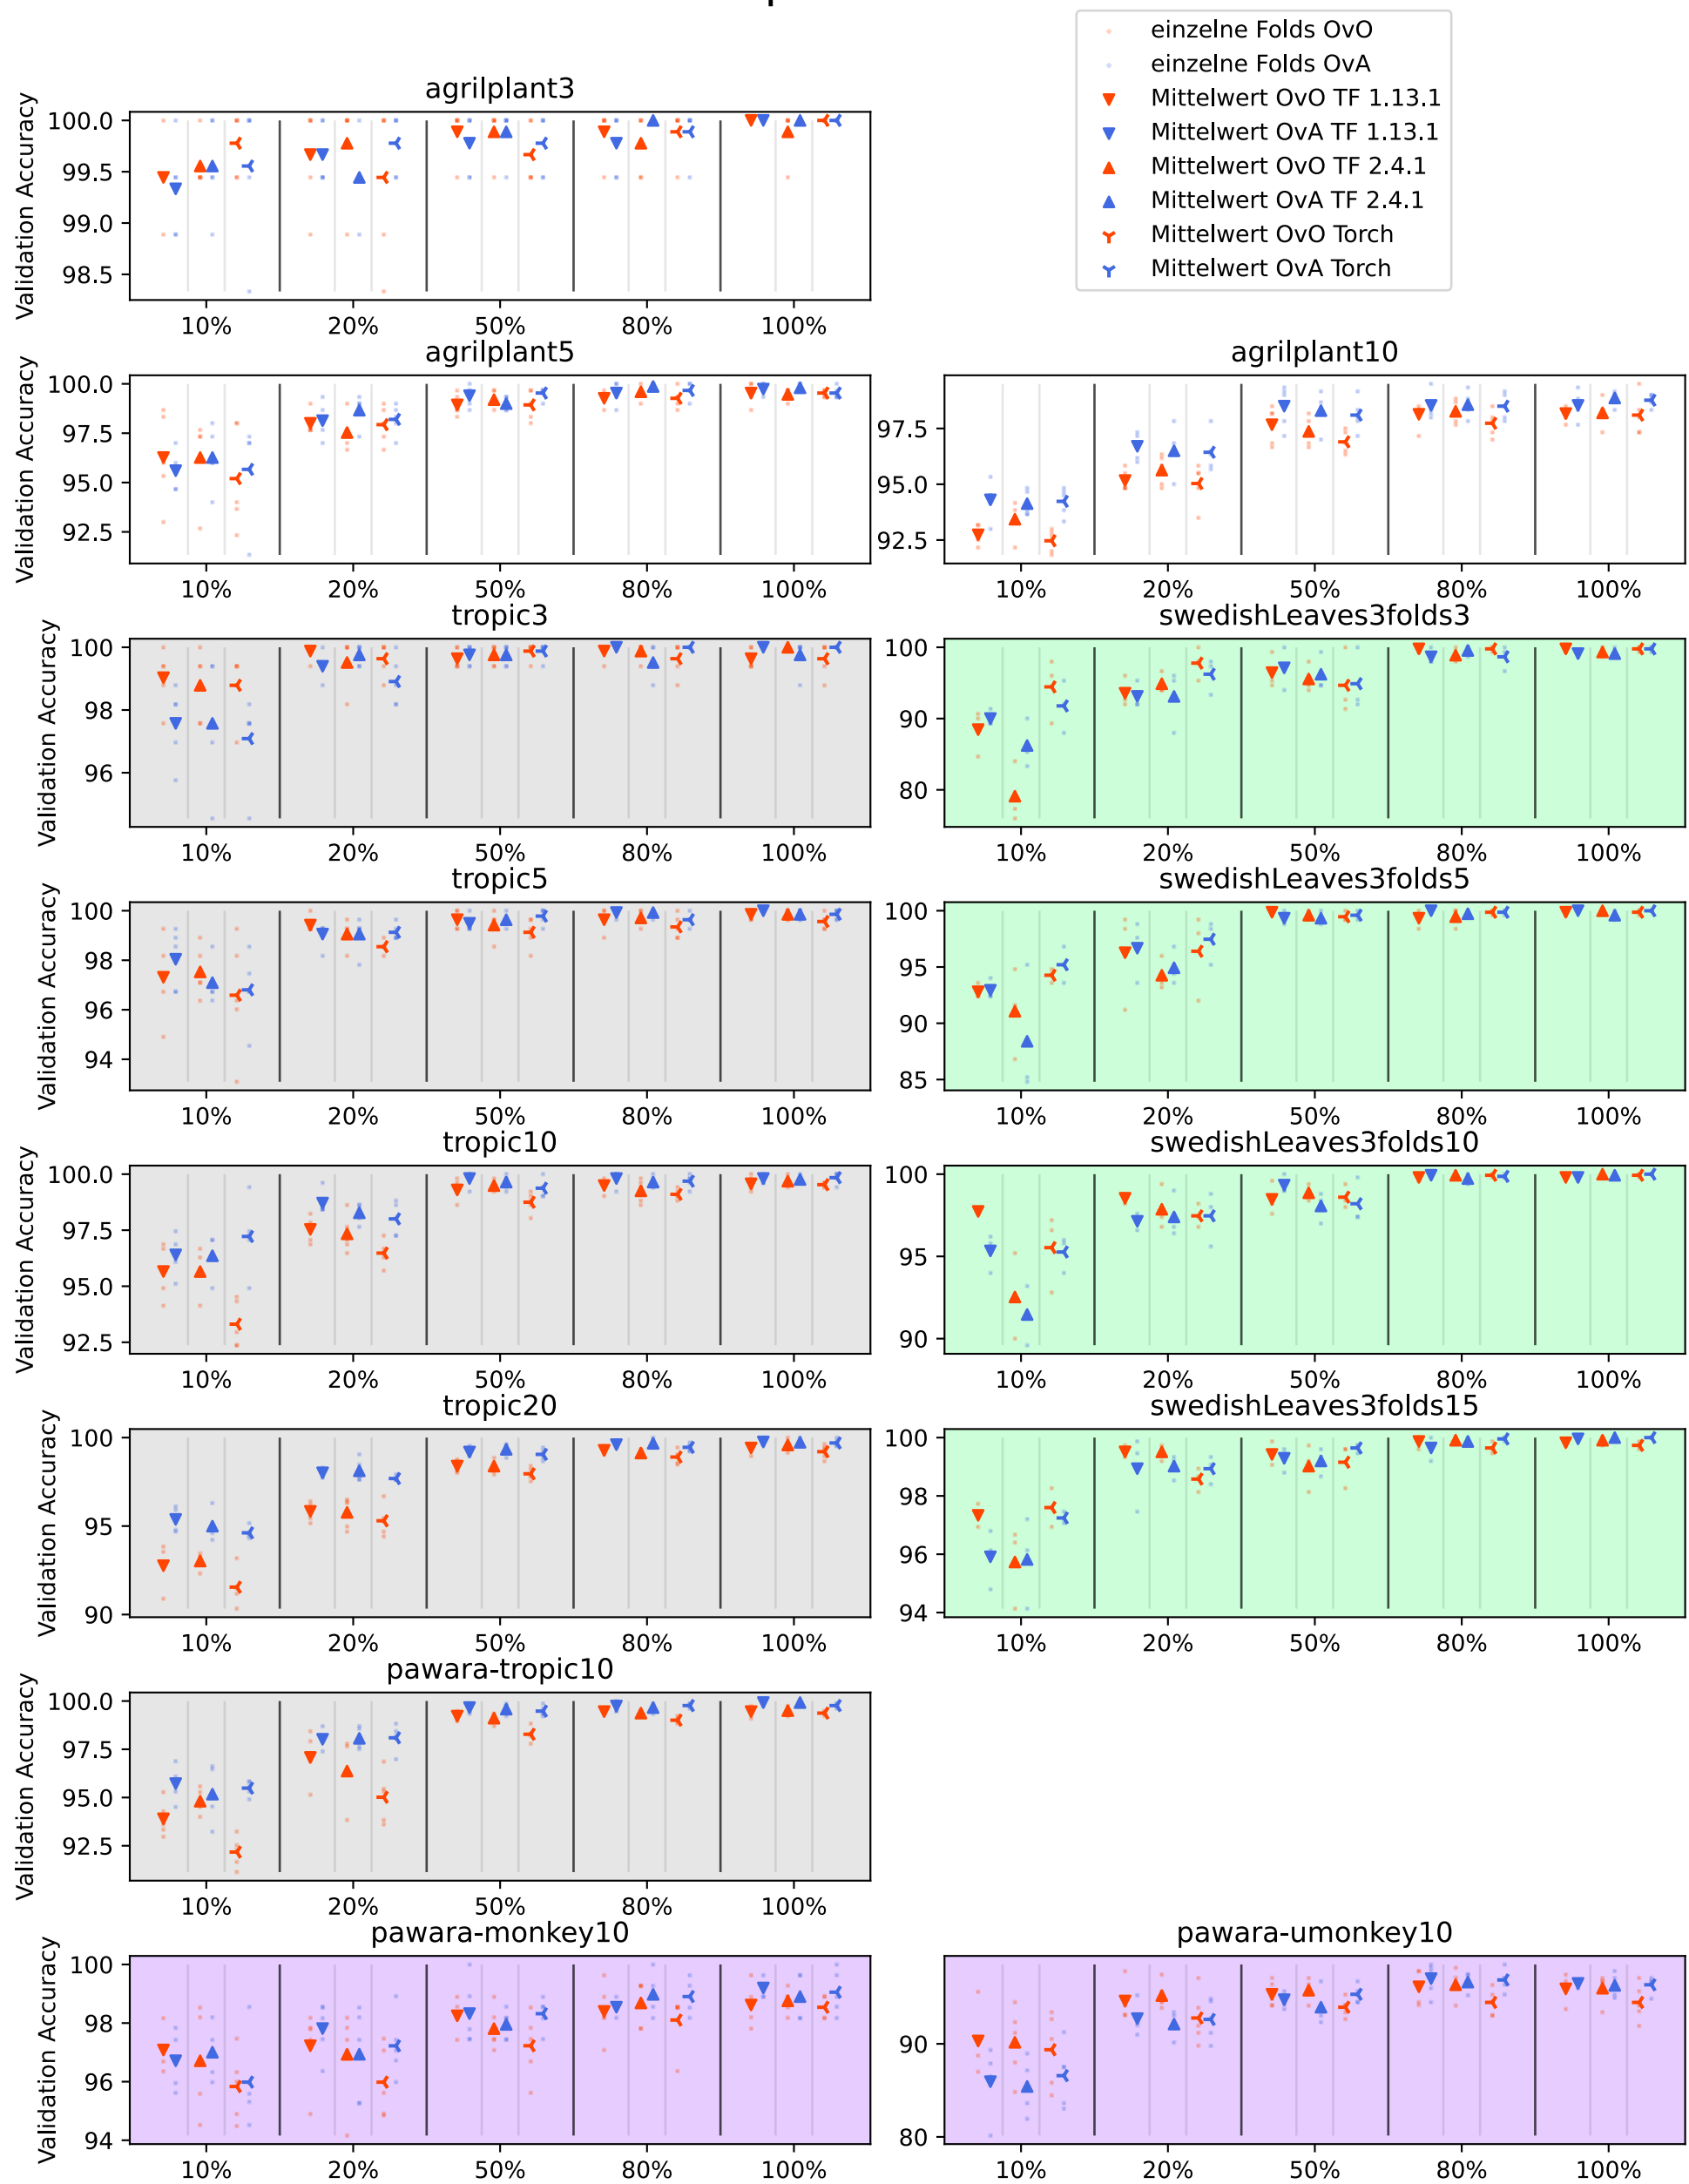 einzelne Folds OvO
einzelne Folds OvA
Mittelwert OvO TF 1.13.1
Mittelwert OvA TF 1.13.1
Mittelwert OvO TF 2.4.1
Mittelwert OvA TF 2.4.1
Mittelwert OvO Torch
Mittelwert OvA Torch
agrilplant3
Validation Accuracy
100.0
99.5
99.0
98.5
10% 20% 50% 80% 100%
agrilplant5
Validation Accuracy
100.0
97.5
95.0
92.5
10% 20% 50% 80% 100%
agrilplant10
97.5
95.0
92.5
10% 20% 50% 80% 100%
tropic3
Validation Accuracy
100
98
96
10% 20% 50% 80% 100%
swedishLeaves3folds3
100
90
80
10% 20% 50% 80% 100%
tropic5
Validation Accuracy
100
98
96
94
10% 20% 50% 80% 100%
swedishLeaves3folds5
100
95
90
85
10% 20% 50% 80% 100%
tropic10
Validation Accuracy
100.0
97.5
95.0
92.5
10% 20% 50% 80% 100%
swedishLeaves3folds10
100
95
90
10% 20% 50% 80% 100%
tropic20
Validation Accuracy
100
95
90
10% 20% 50% 80% 100%
swedishLeaves3folds15
100
98
96
94
10% 20% 50% 80% 100%
pawara-tropic10
Validation Accuracy
100.0
97.5
95.0
92.5
10% 20% 50% 80% 100%
pawara-monkey10
Validation Accuracy
100
98
96
94
10% 20% 50% 80% 100%
pawara-umonkey10
90
80
10% 20% 50% 80% 100%